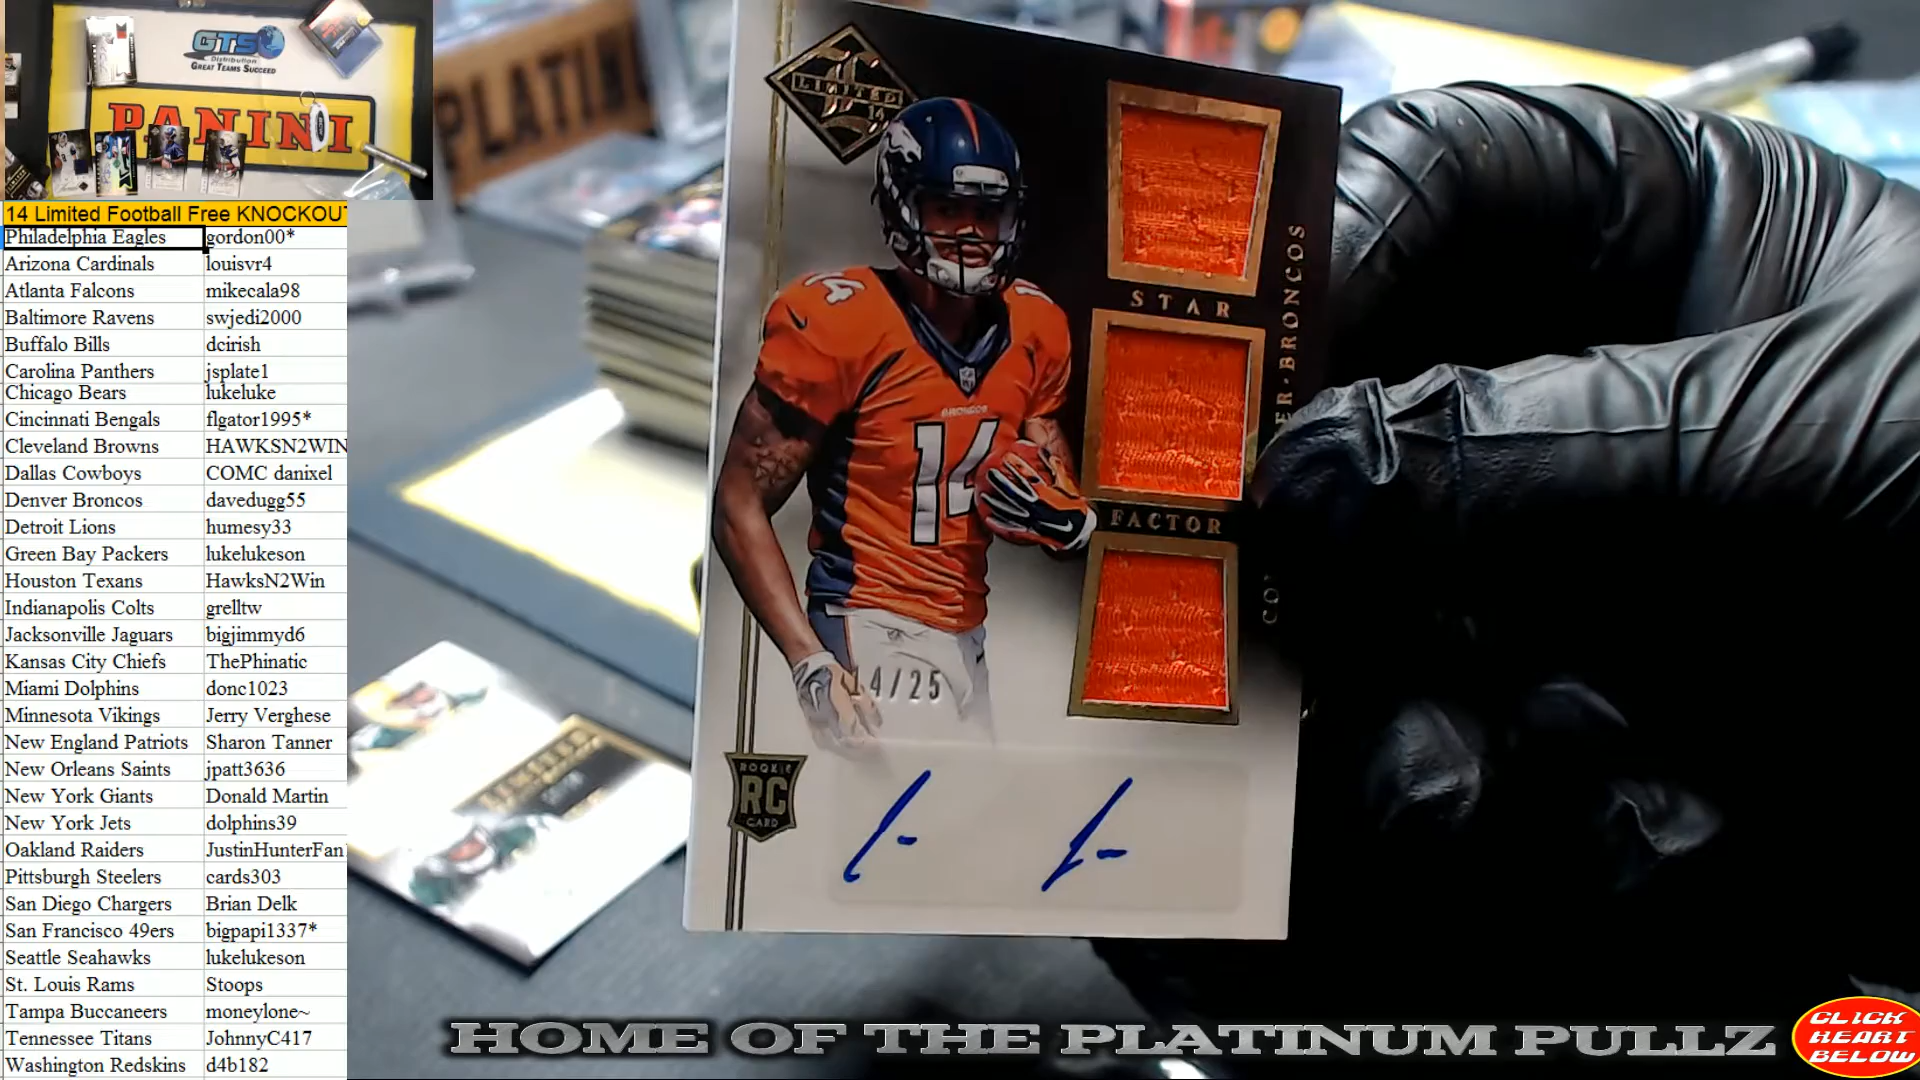 GTS
Distribution
GREAT TEAMS SUCCEED
PANINI
14 Limited Football Free KNOCKOUT
Philadelphia Eagles gordon00*
Arizona Cardinals louisvr4
Atlanta Falcons mikecala98
Baltimore Ravens swjedi2000
Buffalo Bills dcirish
Carolina Panthers jsplate1
Chicago Bears lukeluke
Cincinnati Bengals flgator1995*
Cleveland Browns HAWKSN2WIN
Dallas Cowboys COMC danixel
Denver Broncos davedugg55
Detroit Lions humesy33
Green Bay Packers lukelukeson
Houston Texans HawksN2Win
Indianapolis Colts grelltw
Jacksonville Jaguars bigjimmyd6
Kansas City Chiefs ThePhinatic
Miami Dolphins donc1023
Minnesota Vikings Jerry Verghese
New England Patriots Sharon Tanner
New Orleans Saints jpatt3636
New York Giants Donald Martin
New York Jets dolphins39
Oakland Raiders JustinHunterFan
Pittsburgh Steelers cards303
San Diego Chargers Brian Delk
San Francisco 49ers bigpapi1337*
Seattle Seahawks lukelukeson
St. Louis Rams Stoops
Tampa Buccaneers moneylone~
Tennessee Titans JohnnyC417
Washington Redskins d4b182
PLATINU
LIMITED
14
14
BRONCOS
14
STAR
FACTOR
CO ER·BRONCOS
14/25
ROOKIE
RC
CARD
LIMITED
HOME OF THE PLATINUM PULLZ
CLICK
HEART
BELOW